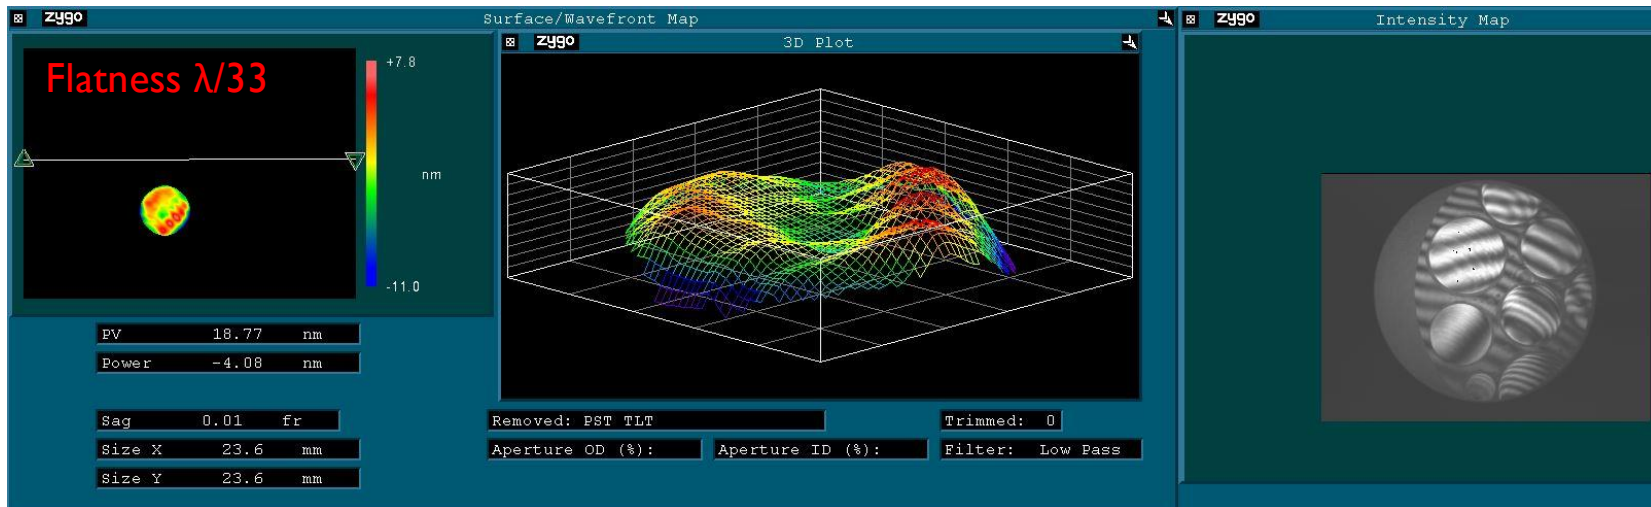 zygo Surface/Wavefront Map
Flatness λ/33
+7.8
nm
-11.0
zygo 3D Plot
PV 18.77 nm
Power -4.08 nm
Sag 0.01 fr
Size X 23.6 mm
Size Y 23.6 mm
Removed: PST TLT
Trimmed: 0
Aperture OD (%):
Aperture ID (%):
Filter: Low Pass
zygo Intensity Map